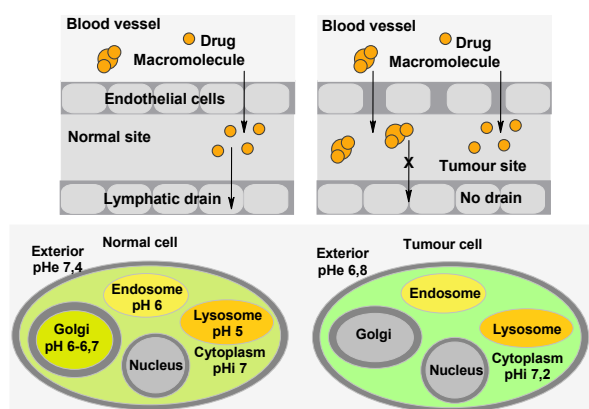 Blood vessel
Drug
Macromolecule
Endothelial cells
Normal site
Lymphatic drain
Blood vessel
Drug
Macromolecule
X
Tumour site
No drain
Exterior
pHe 7,4
Normal cell
Endosome
pH 6
Golgi
pH 6-6,7
Lysosome
pH 5
Cytoplasm
pHi 7
Nucleus
Exterior
pHe 6,8
Tumour cell
Endosome
Golgi
Lysosome
Cytoplasm
pHi 7,2
Nucleus